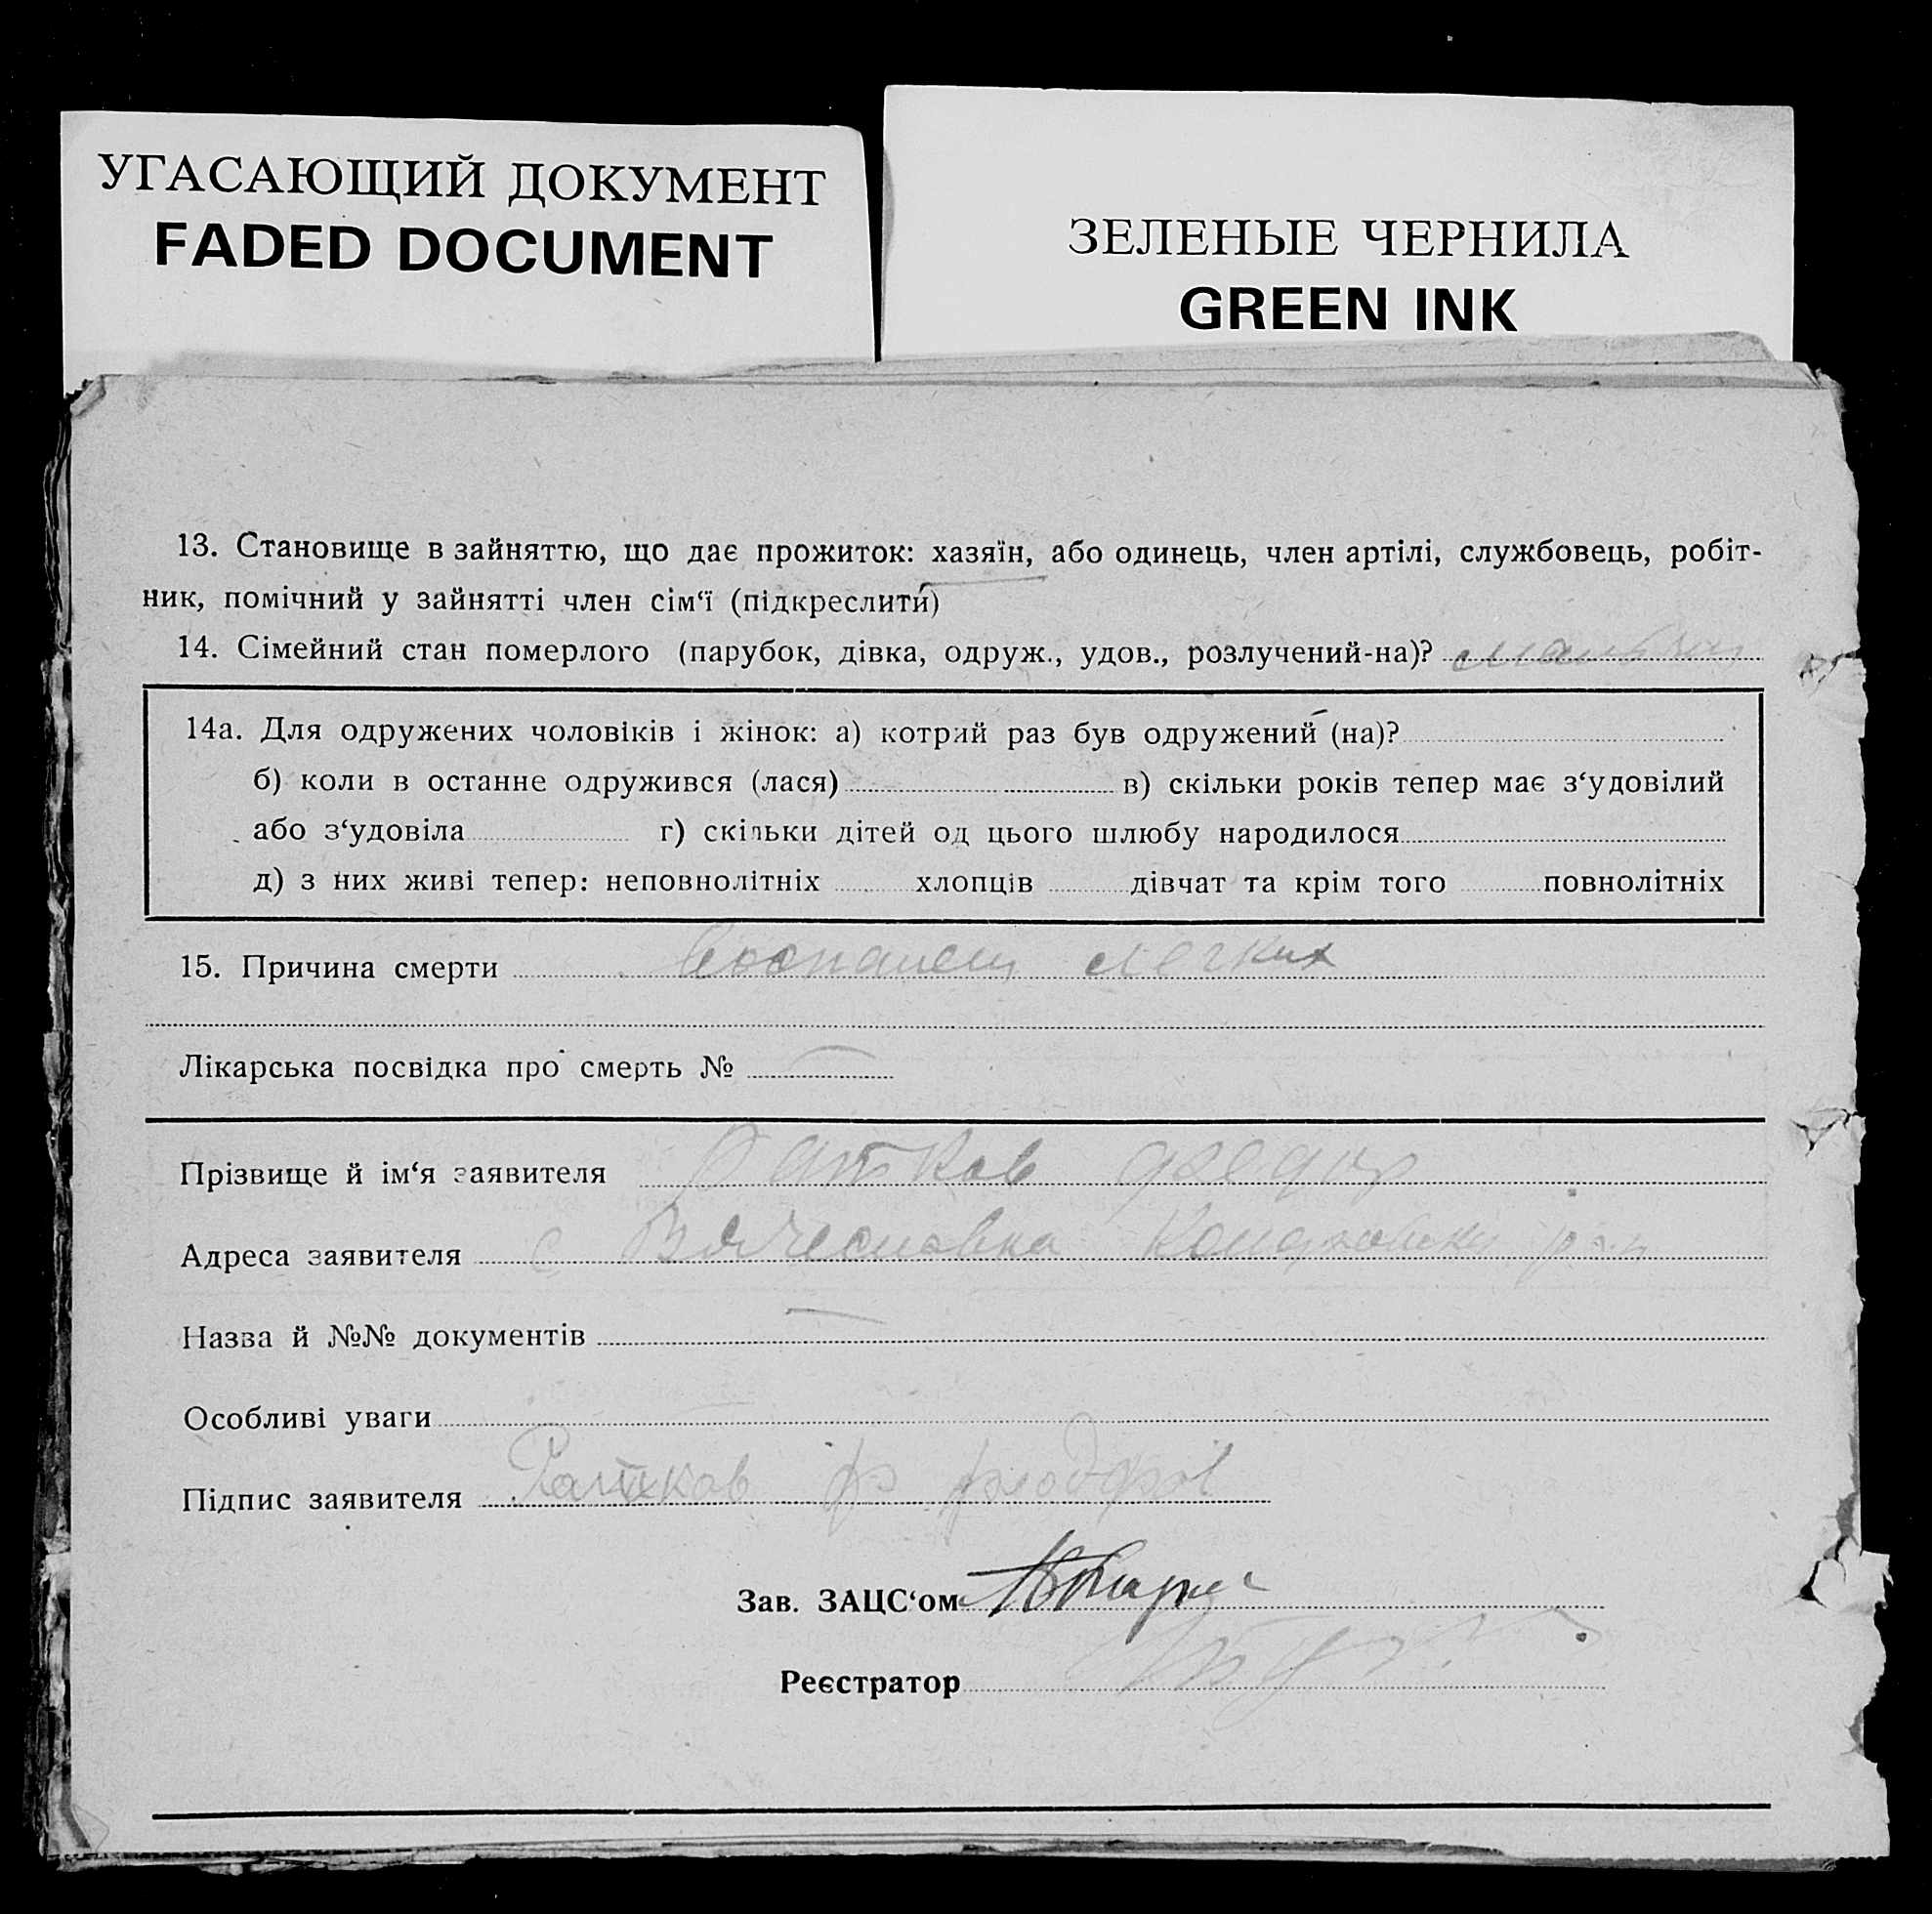 УГАСАЮЩИЙ ДОКУМЕНТ
FADED DOCUMENT
ЗЕЛЕНЫЕ ЧЕРНИЛА
GREEN INK
13. Становище в зайняттю, що дає прожиток: хазяїн, або одинець, член артілі, службовець, робіт-
ник, помічний у зайнятті член сім‘ї (підкреслити)
14. Сімейний стан померлого (парубок, дівка, одруж., удов., розлучений-на)?
14а. Для одружених чоловіків і жінок: а) котрий раз був одружений (на)?
б) коли в останне одружився (лася) в) скільки років тепер має з‘удовілий
або з‘удовіла г) скільки дітей од цього шлюбу народилося
д) з них живі тепер: неповнолітніх хлопців дівчат та крім того повнолітніх
15. Причина смерти легких
Лікарська посвідка про смерть №
Прізвище й ім‘я заявителя Ратков
Адреса заявителя с Вячеславка
Назва й №№ документів
Особливі уваги
Підпис заявителя Ратков
Зав. ЗАЦС‘ом
Реєстратор